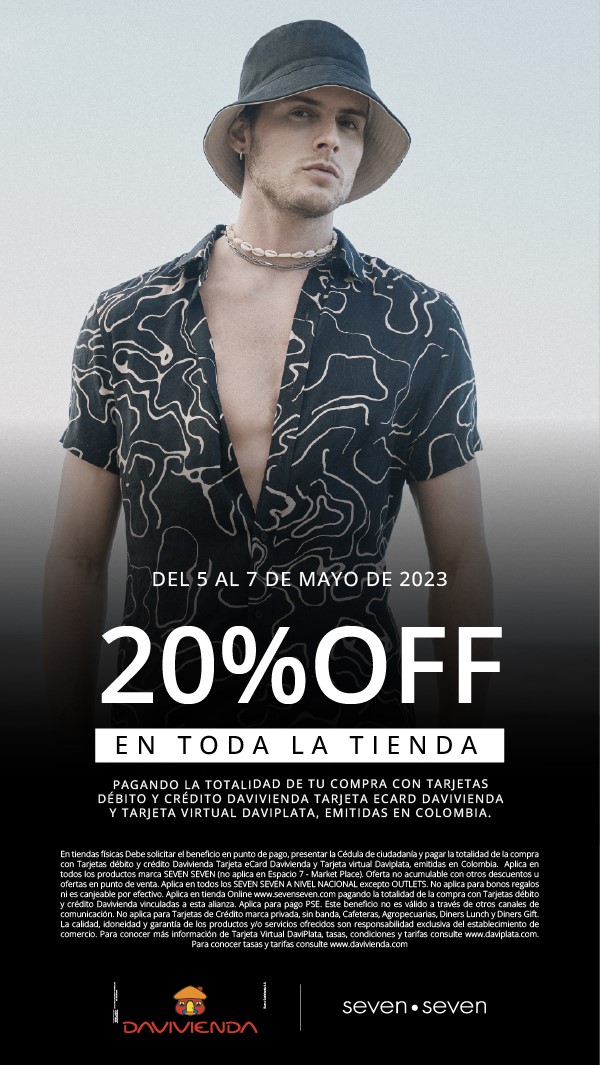 DEL 5 AL 7 DE MAYO DE 2023
20%OFF
EN TODA LA TIENDA
PAGANDO LA TOTALIDAD DE TU COMPRA CON TARJETAS
DÉBITO Y CRÉDITO DAVIVIENDA TARJETA ECARD DAVIVIENDA
Y TARJETA VIRTUAL DAVIPLATA, EMITIDAS EN COLOMBIA.
En tiendas físicas Debe solicitar el beneficio en punto de pago, presentar la Cédula de ciudadanía y pagar la totalidad de la compra
con Tarjetas débito y crédito Davivienda Tarjeta eCard Davivienda y Tarjeta virtual Daviplata, emitidas en Colombia. Aplica en
todos los productos marca SEVEN SEVEN (no aplica en Espacio 7 - Market Place). Oferta no acumulable con otros descuentos u
ofertas en punto de venta. Aplica en todos los SEVEN SEVEN A NIVEL NACIONAL excepto OUTLETS. No aplica para bonos regalos
ni es canjeable por efectivo. Aplica en tienda Online www.sevenseven.com pagando la totalidad de la compra con Tarjetas débito
y crédito Davivienda vinculadas a esta alianza. Aplica para pago PSE. Este beneficio no es válido a través de otros canales de
comunicación. No aplica para Tarjetas de Crédito marca privada, sin banda, Cafeteras, Agropecuarias, Diners Lunch y Diners Gift.
La calidad, idoneidad y garantía de los productos y/o servicios ofrecidos son responsabilidad exclusiva del establecimiento de
comercio. Para conocer más información de Tarjeta Virtual DaviPlata, tasas, condiciones y tarifas consulte www.daviplata.com.
Para conocer tasas y tarifas consulte www.davivienda.com
DAVIVIENDA
seven•seven